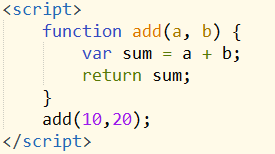 <script>
    function add(a, b) {
        var sum = a + b;
        return sum;
    }
    add(10,20);
</script>